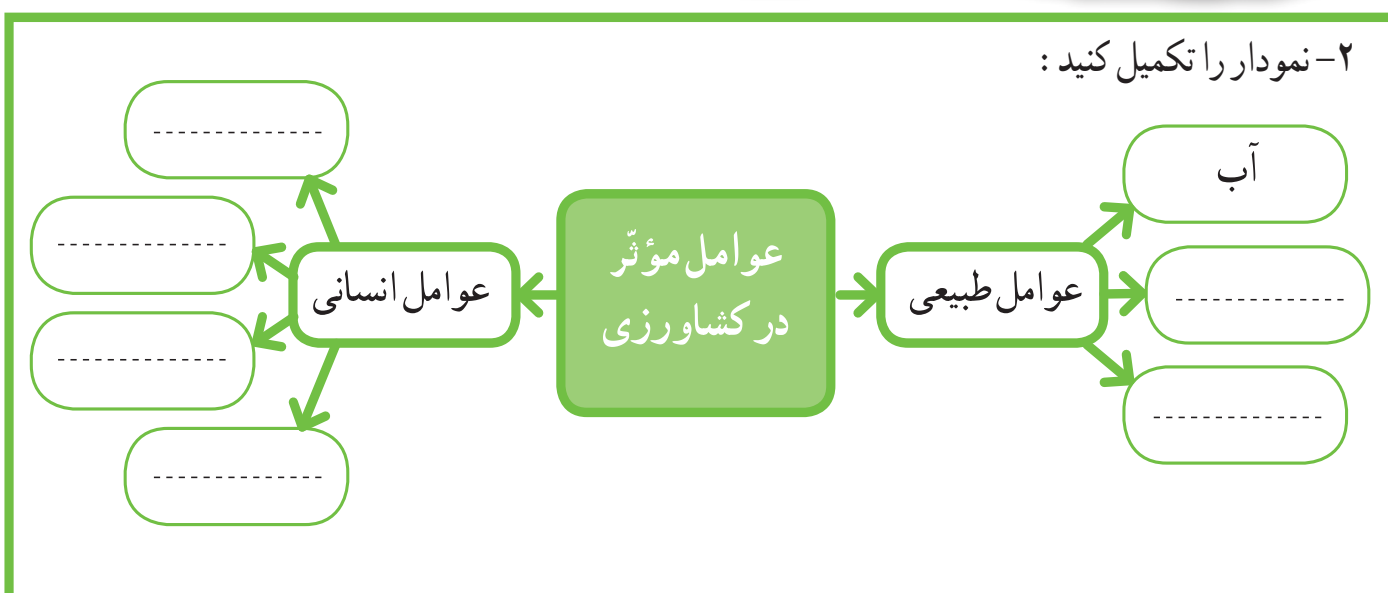 ۲– نمودار را تکمیل کنید :
آب
--------------
--------------
عوامل طبیعی
عوامل مؤثّر
در کشاورزی
عوامل انسانی
--------------
--------------
--------------
--------------